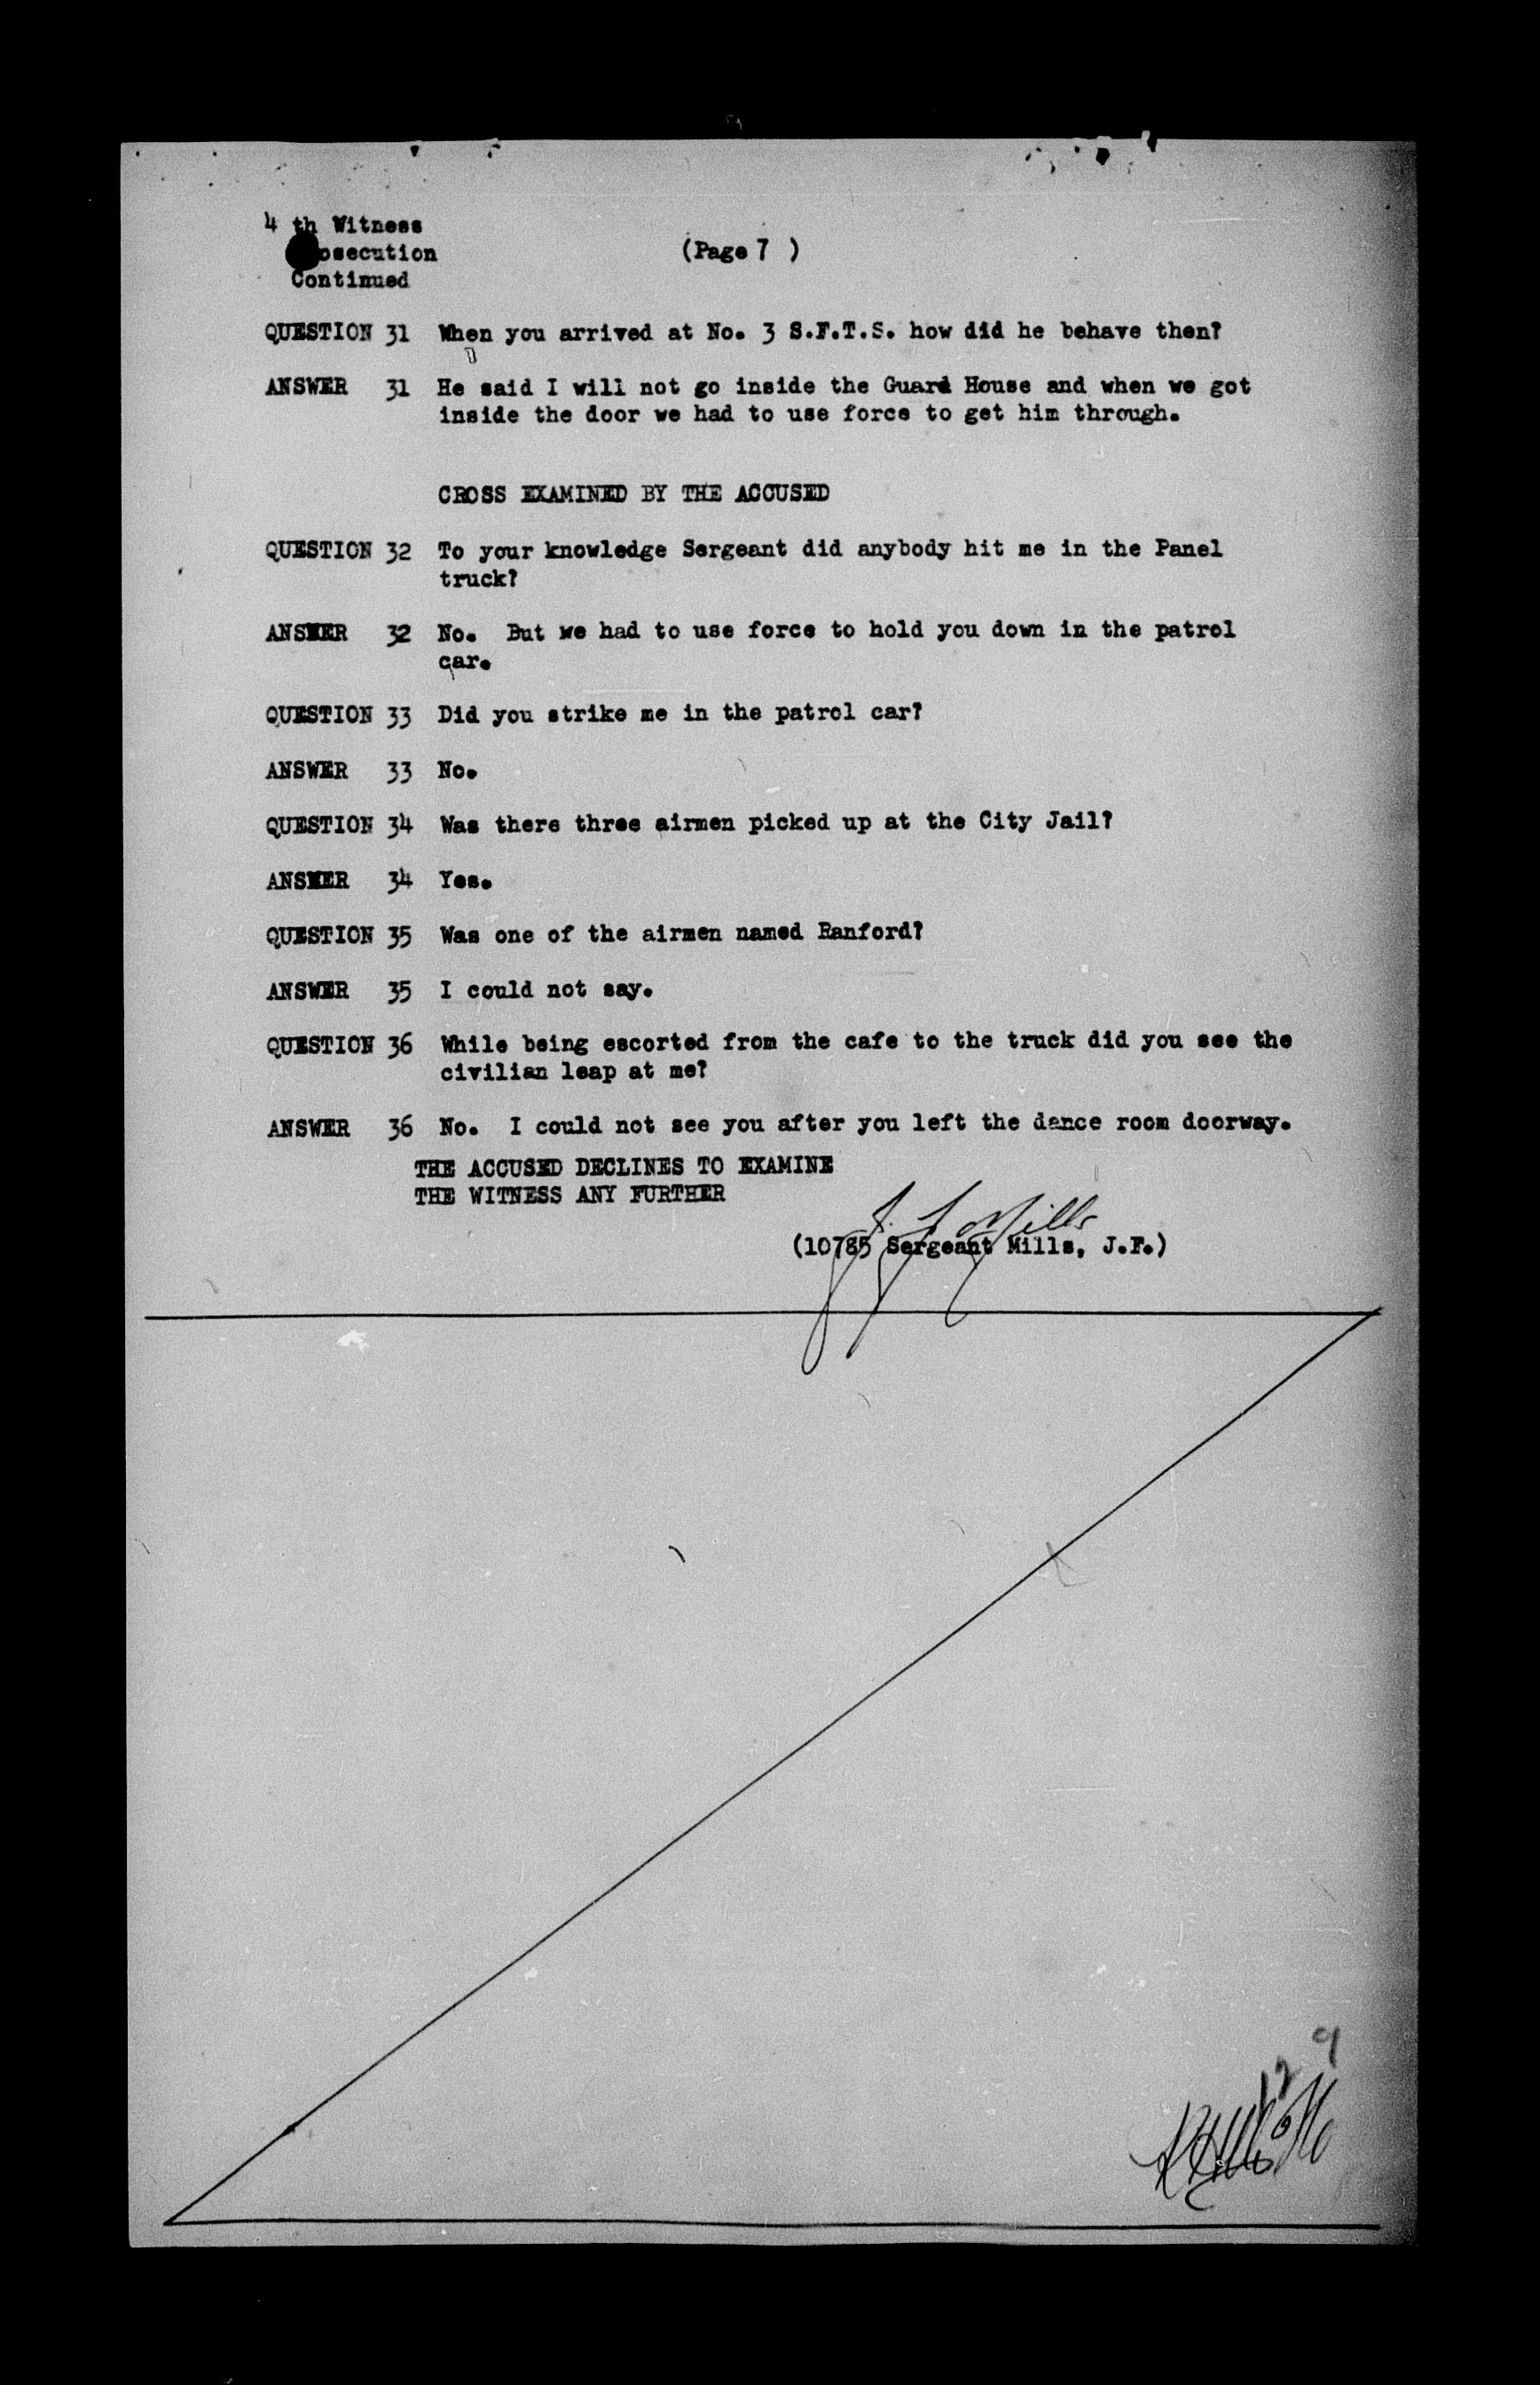 4 th Witness
osecution (Page 7 )
Continued
QUESTION 31 When you arrived at No. 3 S.F.T.S. how did he behave then?
ANSWER 31 He said I will not go inside the Guard House and when we got
inside the door we had to use force to get him through.
CROSS EXAMINED BY THE ACCUSED
QUESTION 32 To your knowledge Sergeant did anybody hit me in the Panel
truck?
ANSWER 32 No. But we had to use force to hold you down in the patrol
car.
QUESTION 33 Did you strike me in the patrol car?
ANSWER 33 No.
QUESTION 34 Was there three airmen picked up at the City Jail?
ANSWER 34 Yes.
QUESTION 35 Was one of the airmen named Ranford?
ANSWER 35 I could not say.
QUESTION 36 While being escorted from the cafe to the truck did you see the
civilian leap at me?
ANSWER 36 No. I could not see you after you left the dance room doorway.
THE ACCUSED DECLINES TO EXAMINE
THE WITNESS ANY FURTHER
J. F. Mills
(10785 Sergeant Mills, J.F.)
9